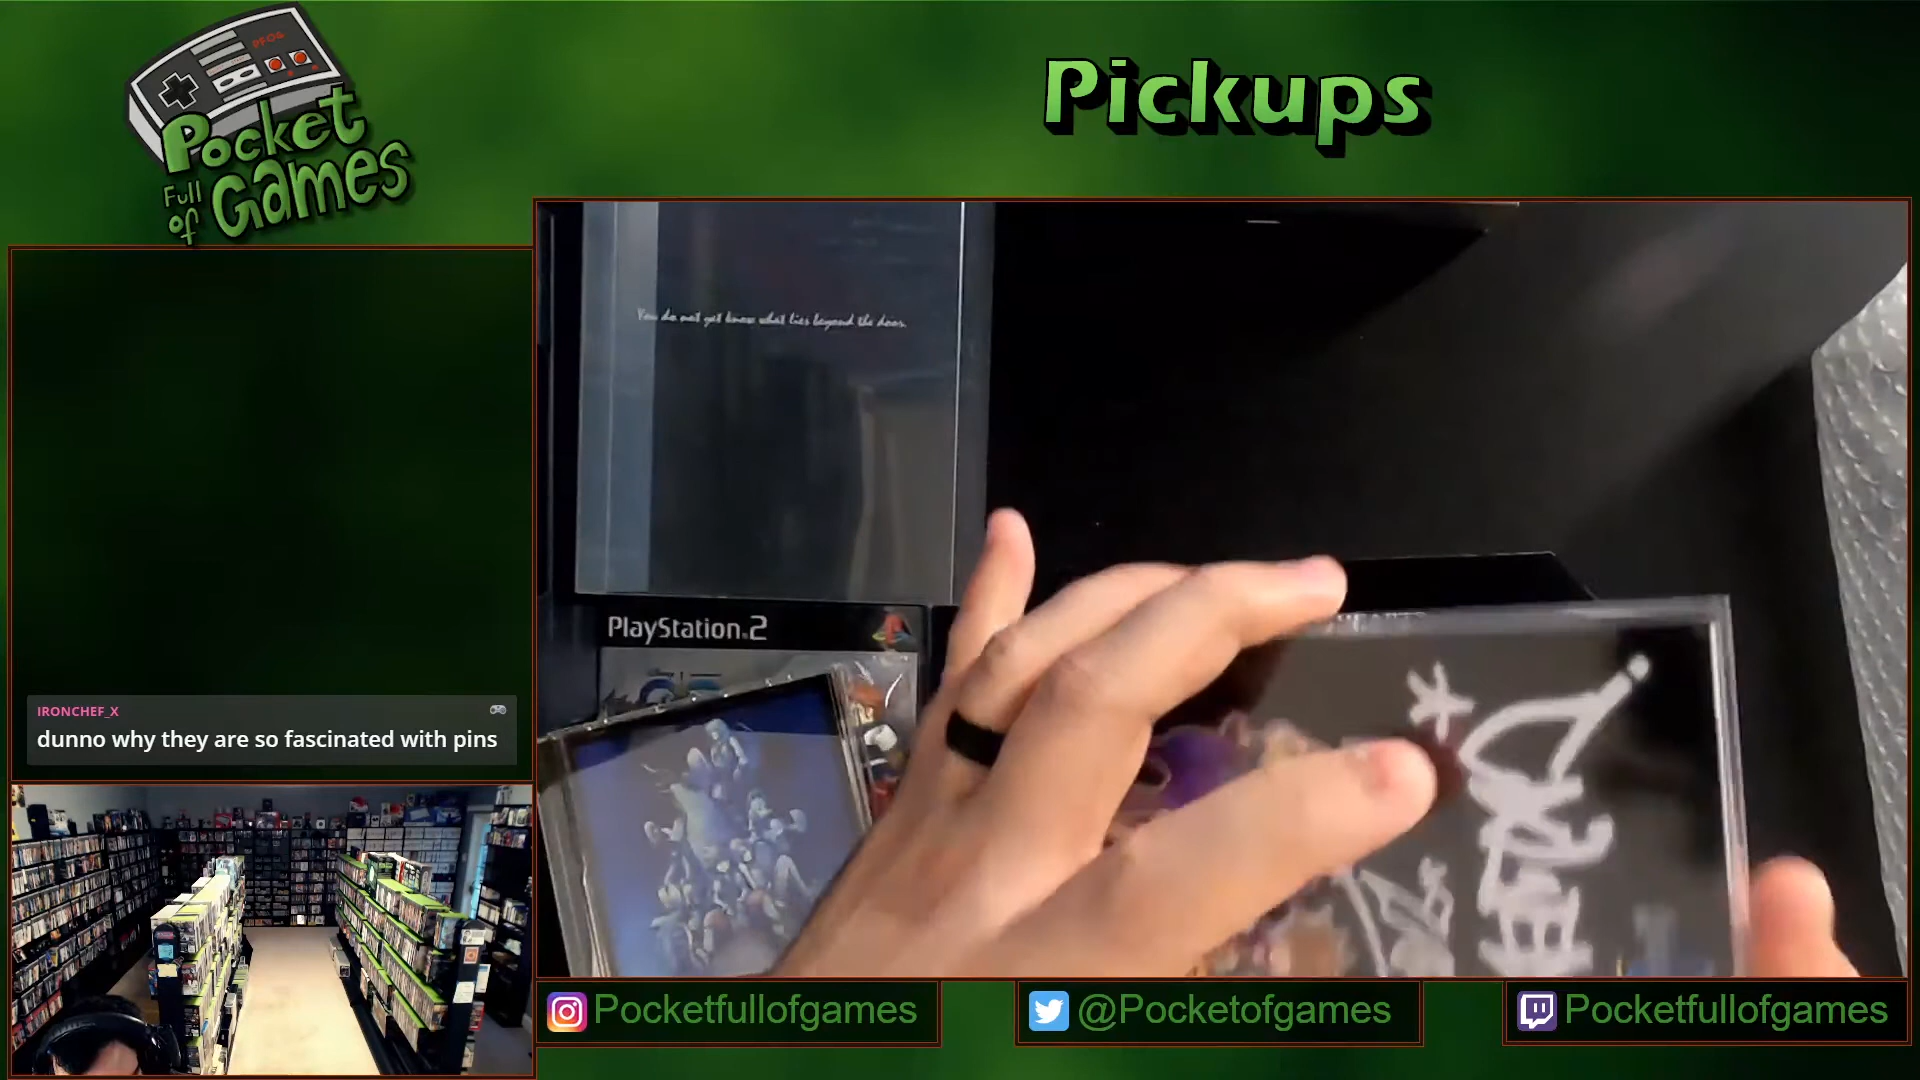 PFOG
Pocket
Full
of
Games
Pickups
You do not yet know what lies beyond the door.
PlayStation.2
IRONCHEF_X
dunno why they are so fascinated with pins
Pocketfullofgames
@Pocketofgames
Pocketfullofgames